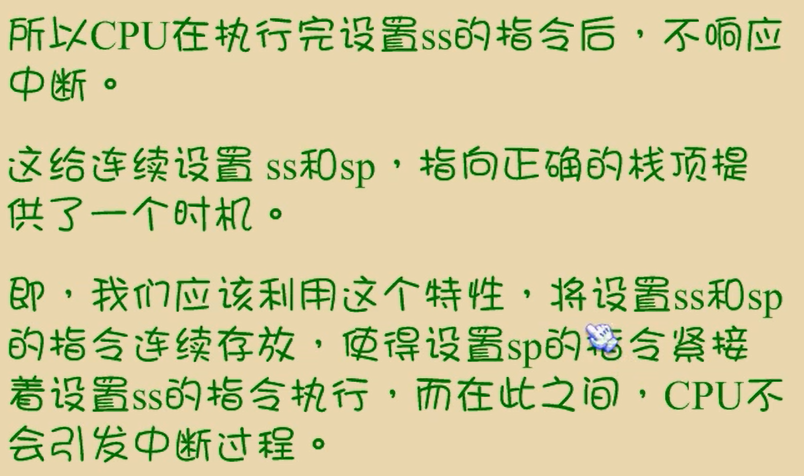 所以CPU在执行完设置ss的指令后，不响应
中断。
这给连续设置 ss和sp，指向正确的栈顶提
供了一个时机。
即，我们应该利用这个特性，将设置ss和sp
的指令连续存放，使得设置sp的指令紧接
着设置ss的指令执行，而在此之间，CPU不
会引发中断过程。